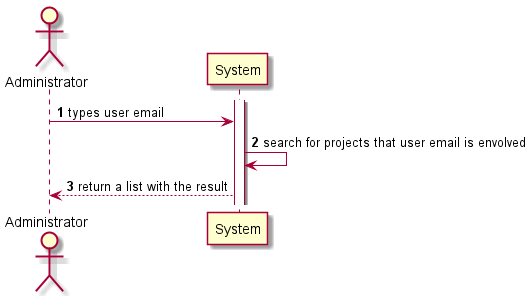 Administrator
System
1 types user email
2 search for projects that user email is envolved
3 return a list with the result
Administrator
System